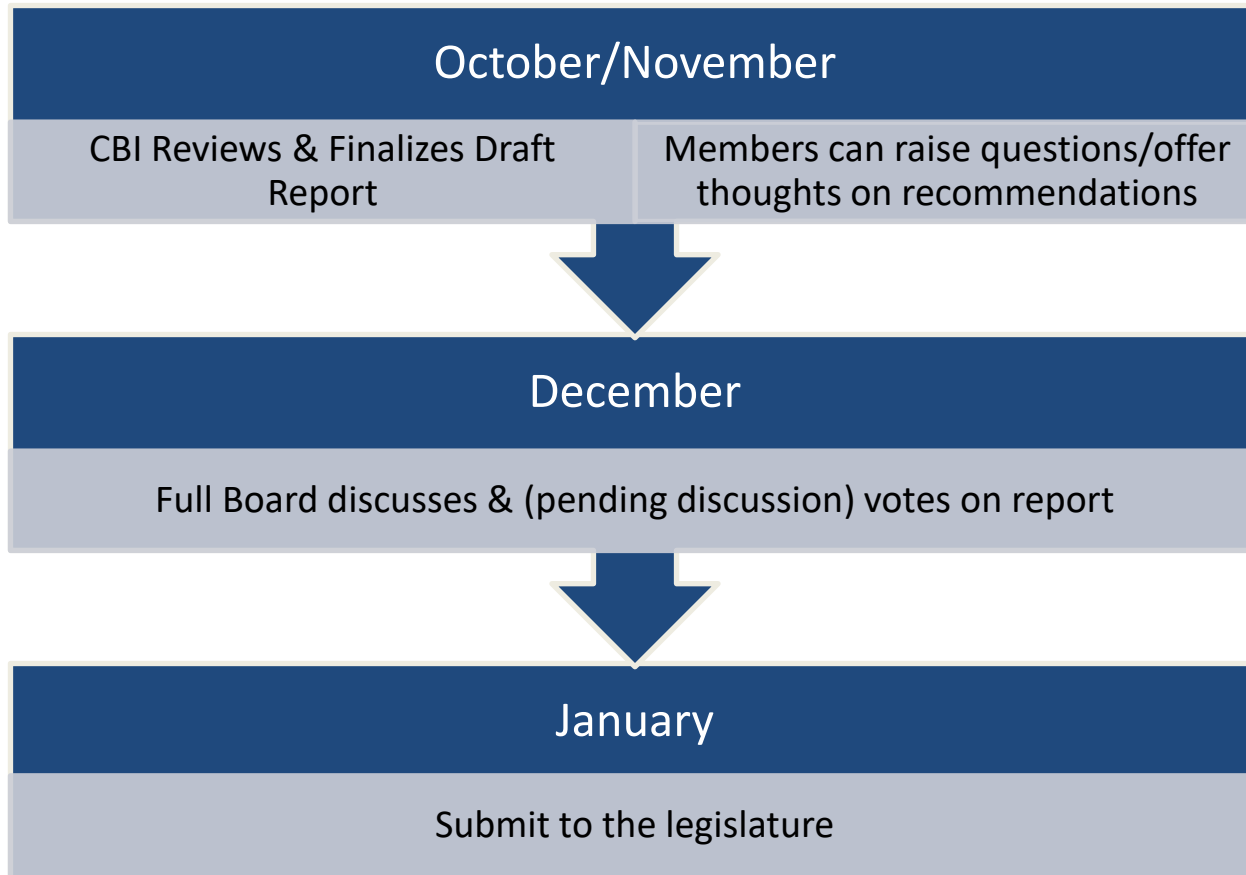 October/November
CBI Reviews & Finalizes Draft
Report
Members can raise questions/offer
thoughts on recommendations
December
Full Board discusses & (pending discussion) votes on report
January
Submit to the legislature